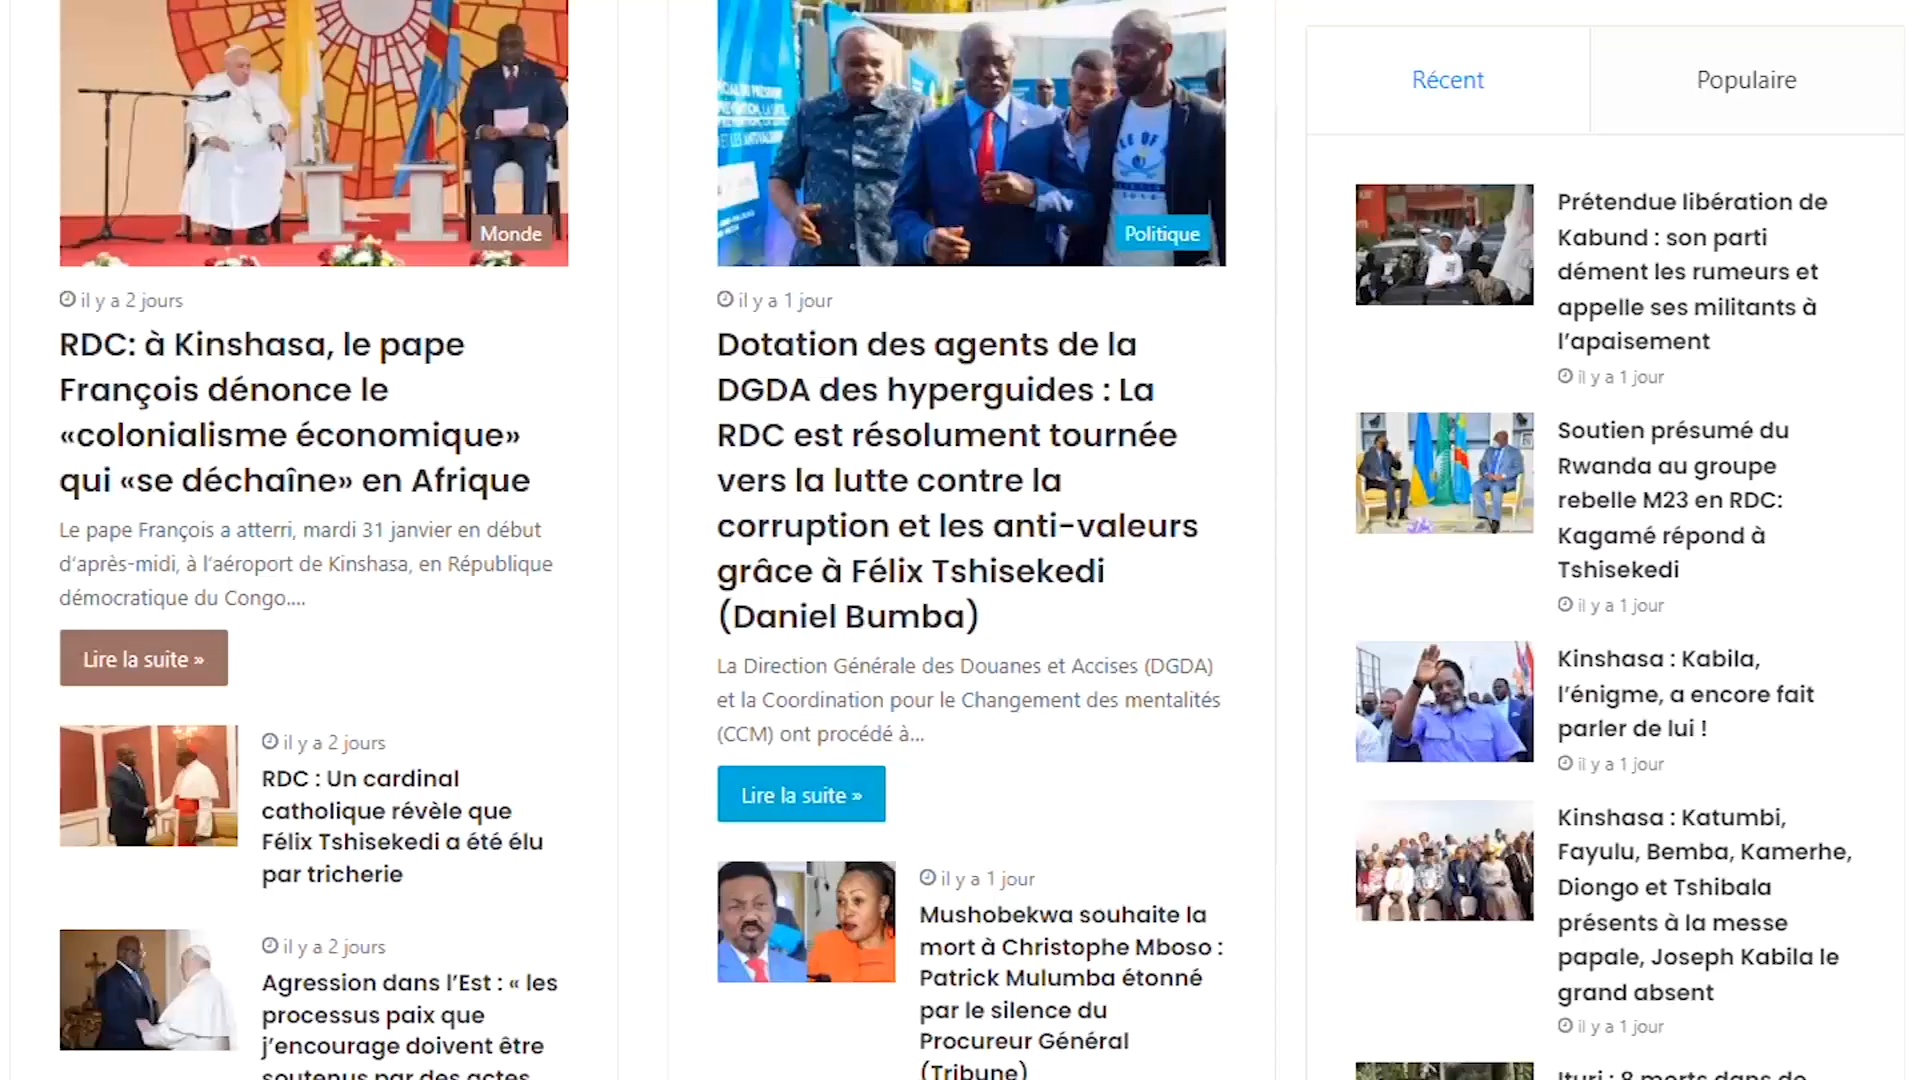 Monde
il y a 2 jours
RDC: à Kinshasa, le pape
François dénonce le
«colonialisme économique»
qui «se déchaîne» en Afrique
Le pape François a atterri, mardi 31 janvier en début
d’après-midi, à l’aéroport de Kinshasa, en République
démocratique du Congo.…
Lire la suite »
il y a 2 jours
RDC : Un cardinal
catholique révèle que
Félix Tshisekedi a été élu
par tricherie
il y a 2 jours
Agression dans l’Est : « les
processus paix que
j’encourage doivent être
soutenus par des actes
Politique
il y a 1 jour
Dotation des agents de la
DGDA des hyperguides : La
RDC est résolument tournée
vers la lutte contre la
corruption et les anti-valeurs
grâce à Félix Tshisekedi
(Daniel Bumba)
La Direction Générale des Douanes et Accises (DGDA)
et la Coordination pour le Changement des mentalités
(CCM) ont procédé à…
Lire la suite »
il y a 1 jour
Mushobekwa souhaite la
mort à Christophe Mboso :
Patrick Mulumba étonné
par le silence du
Procureur Général
(Tribune)
Récent
Populaire
Prétendue libération de
Kabund : son parti
dément les rumeurs et
appelle ses militants à
l’apaisement
il y a 1 jour
Soutien présumé du
Rwanda au groupe
rebelle M23 en RDC:
Kagamé répond à
Tshisekedi
il y a 1 jour
Kinshasa : Kabila,
l’énigme, a encore fait
parler de lui !
il y a 1 jour
Kinshasa : Katumbi,
Fayulu, Bemba, Kamerhe,
Diongo et Tshibala
présents à la messe
papale, Joseph Kabila le
grand absent
il y a 1 jour
Ituri : 8 morts dans de